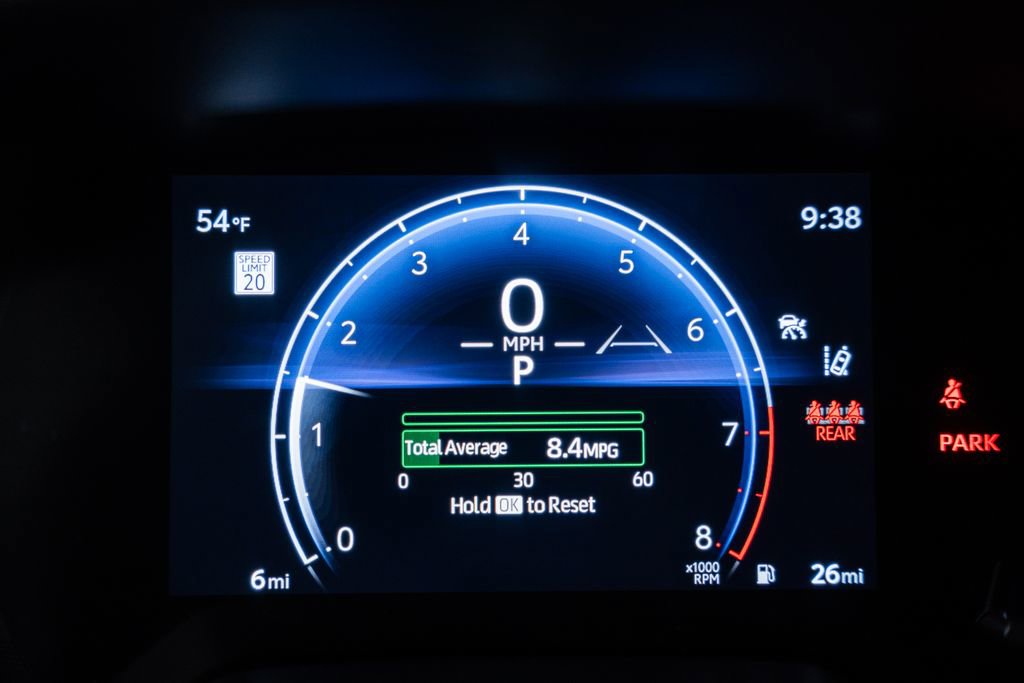 54°F
9:38
SPEED
LIMIT
20
0
1
2
3
4
5
6
7
8
0
MPH
P
REAR
PARK
Total Average 8.4MPG
0 30 60
Hold OK to Reset
x1000
RPM
6mi
26mi